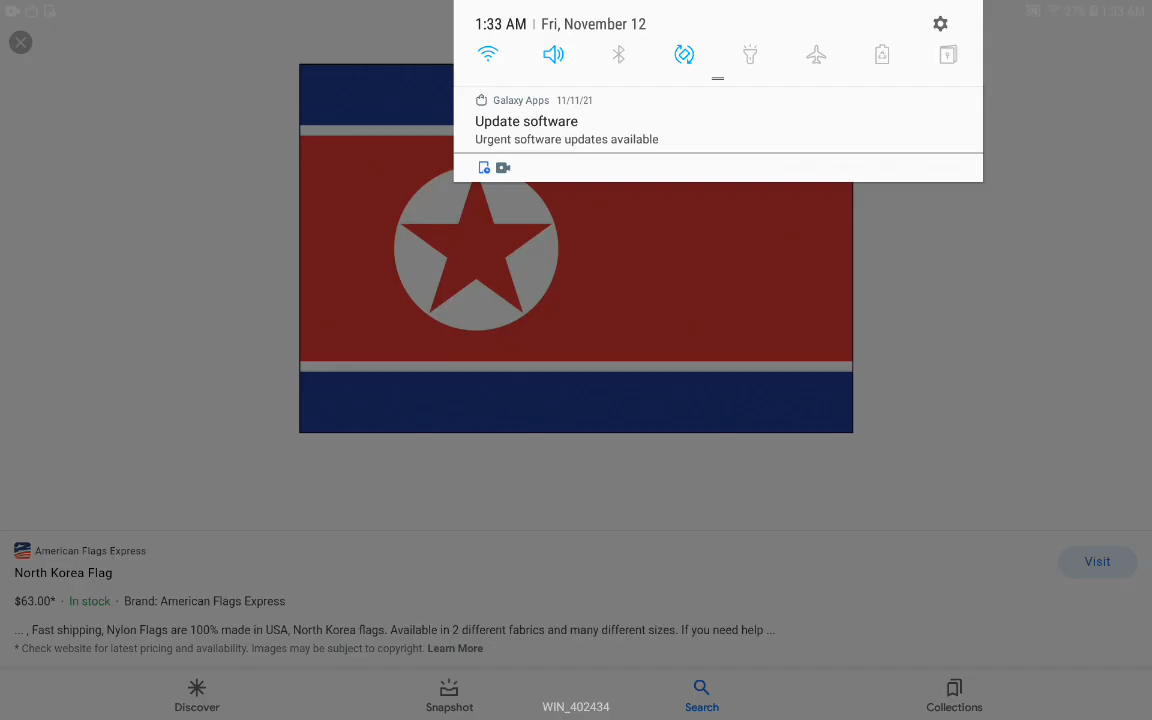 27% 1:33 AM
1:33 AM | Fri, November 12
Galaxy Apps 11/11/21
Update software
Urgent software updates available
American Flags Express
North Korea Flag
Visit
$63.00* · In stock · Brand: American Flags Express
... , Fast shipping, Nylon Flags are 100% made in USA, North Korea flags. Available in 2 different fabrics and many different sizes. If you need help ...
* Check website for latest pricing and availability. Images may be subject to copyright. Learn More
Discover
Snapshot
WIN_402434
Search
Collections